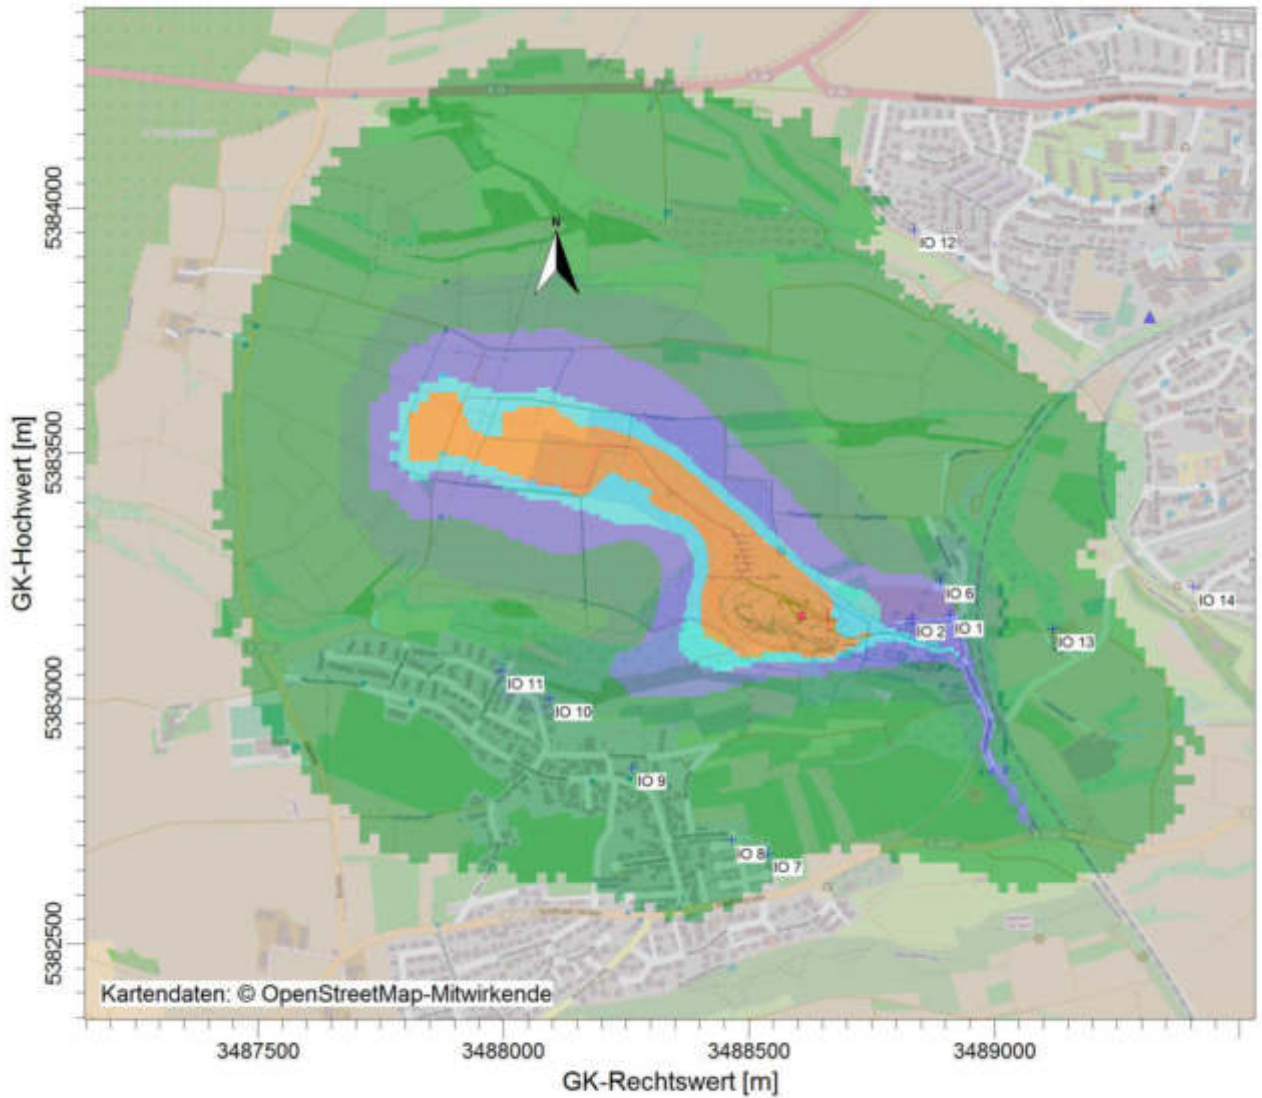 N
IO 12
5384000
GK-Hochwert [m]
5383500
IO 6
IO 14
IO 2
IO 1
IO 13
5383000
IO 11
IO 10
IO 9
IO 8
IO 7
5382500
Kartendaten: © OpenStreetMap-Mitwirkende
3487500
3488000
3488500
3489000
GK-Rechtswert [m]